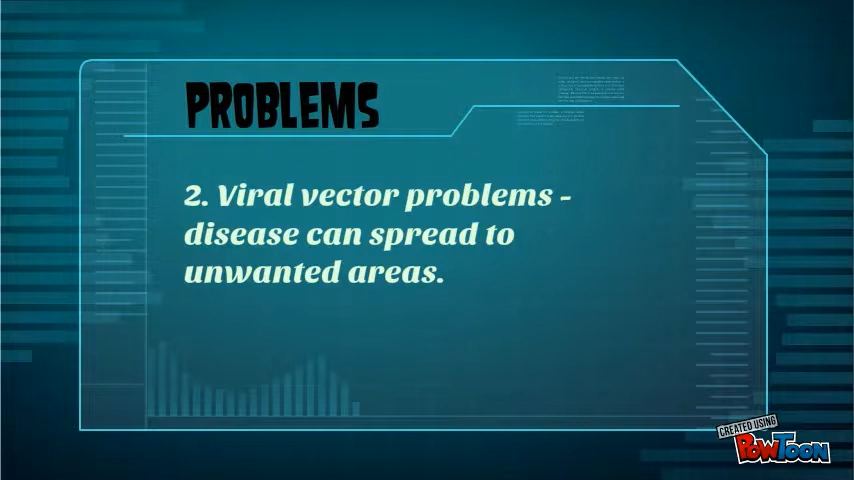 PROBLEMS
2. Viral vector problems -
disease can spread to
unwanted areas.
CREATED USING
POWTOON